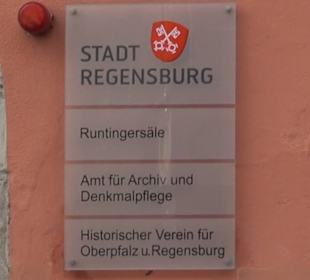 STADT
REGENSBURG
Runtingersäle
Amt für Archiv und
Denkmalpflege
Historischer Verein für
Oberpfalz u.Regensburg